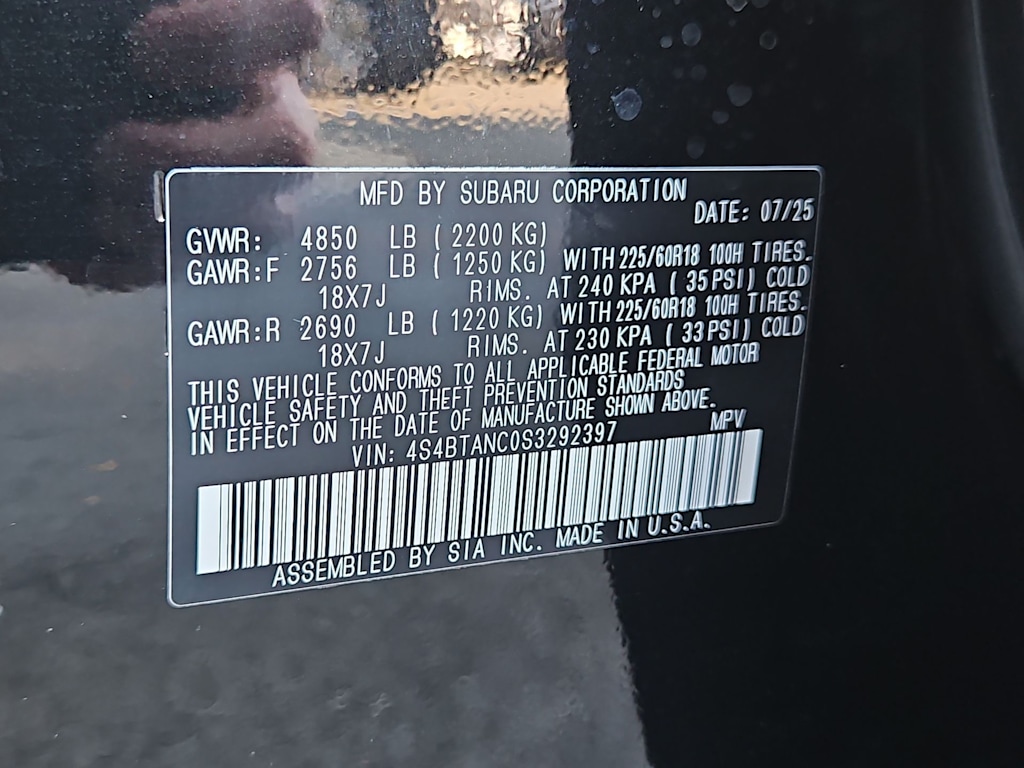 MFD BY SUBARU CORPORATION
DATE: 07/25
GVWR: 4850 LB ( 2200 KG)
GAWR:F 2756 LB ( 1250 KG) WITH 225/60R18 100H TIRES.
18X7J RIMS. AT 240 KPA ( 35 PSI) COLD
GAWR:R 2690 LB ( 1220 KG) WITH 225/60R18 100H TIRES.
18X7J RIMS. AT 230 KPA ( 33 PSI) COLD
THIS VEHICLE CONFORMS TO ALL APPLICABLE FEDERAL MOTOR
VEHICLE SAFETY AND THEFT PREVENTION STANDARDS
IN EFFECT ON THE DATE OF MANUFACTURE SHOWN ABOVE.
VIN: 4S4BTANC0S3292397 MPV
ASSEMBLED BY SIA INC. MADE IN U.S.A.